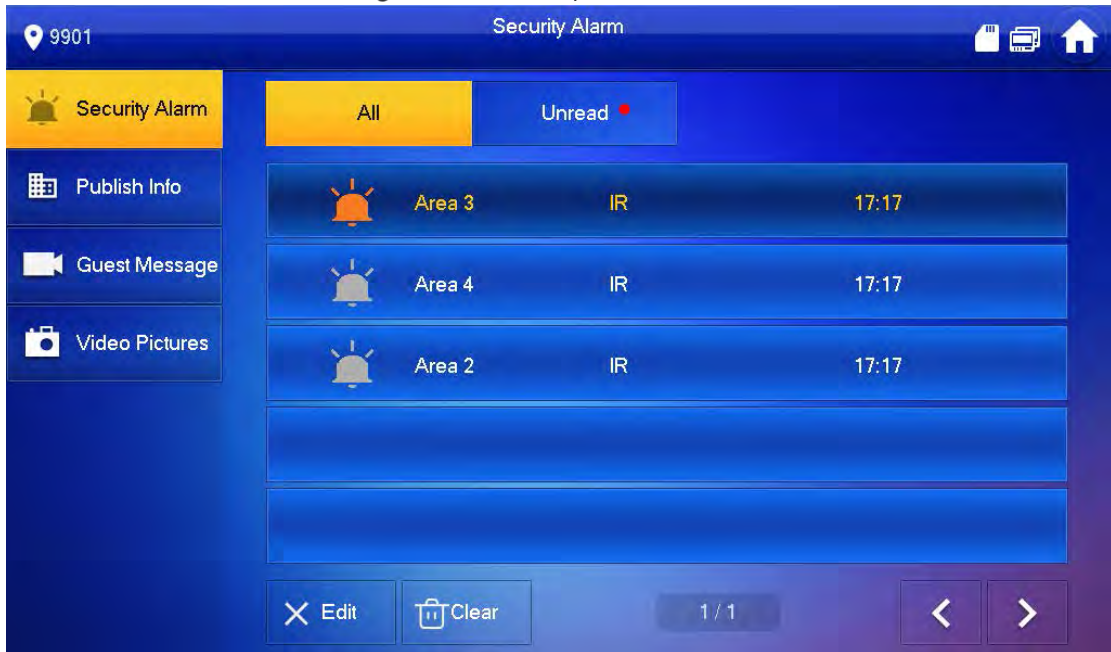 9901
Security Alarm
Security Alarm
Publish Info
Guest Message
Video Pictures
All
Unread
Area 3 IR 17:17
Area 4 IR 17:17
Area 2 IR 17:17
Edit
Clear
1 / 1